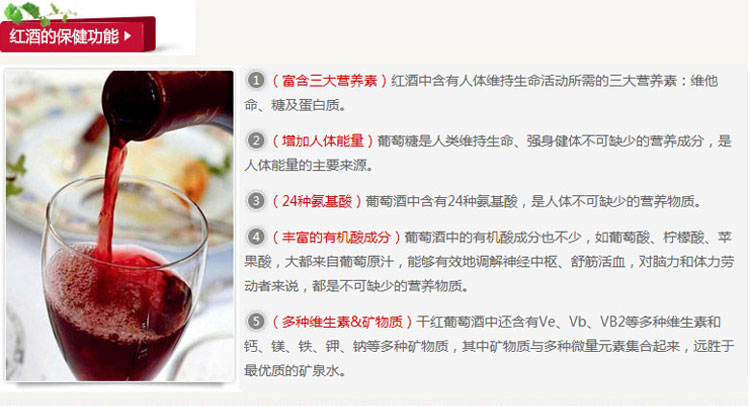 红酒的保健功能
1（富含三大营养素）红酒中含有人体维持生命活动所需的三大营养素：维他
命、糖及蛋白质。
2（增加人体能量）葡萄糖是人类维持生命、强身健体不可缺少的营养成分，是
人体能量的主要来源。
3（24种氨基酸）葡萄酒中含有24种氨基酸，是人体不可缺少的营养物质。
4（丰富的有机酸成分）葡萄酒中的有机酸成分也不少，如葡萄酸、柠檬酸、苹
果酸，大都来自葡萄原汁，能够有效地调解神经中枢、舒筋活血，对脑力和体力劳
动者来说，都是不可缺少的营养物质。
5（多种维生素&矿物质）干红葡萄酒中还含有Ve、Vb、VB2等多种维生素和
钙、镁、铁、钾、钠等多种矿物质，其中矿物质与多种微量元素集合起来，远胜于
最优质的矿泉水。